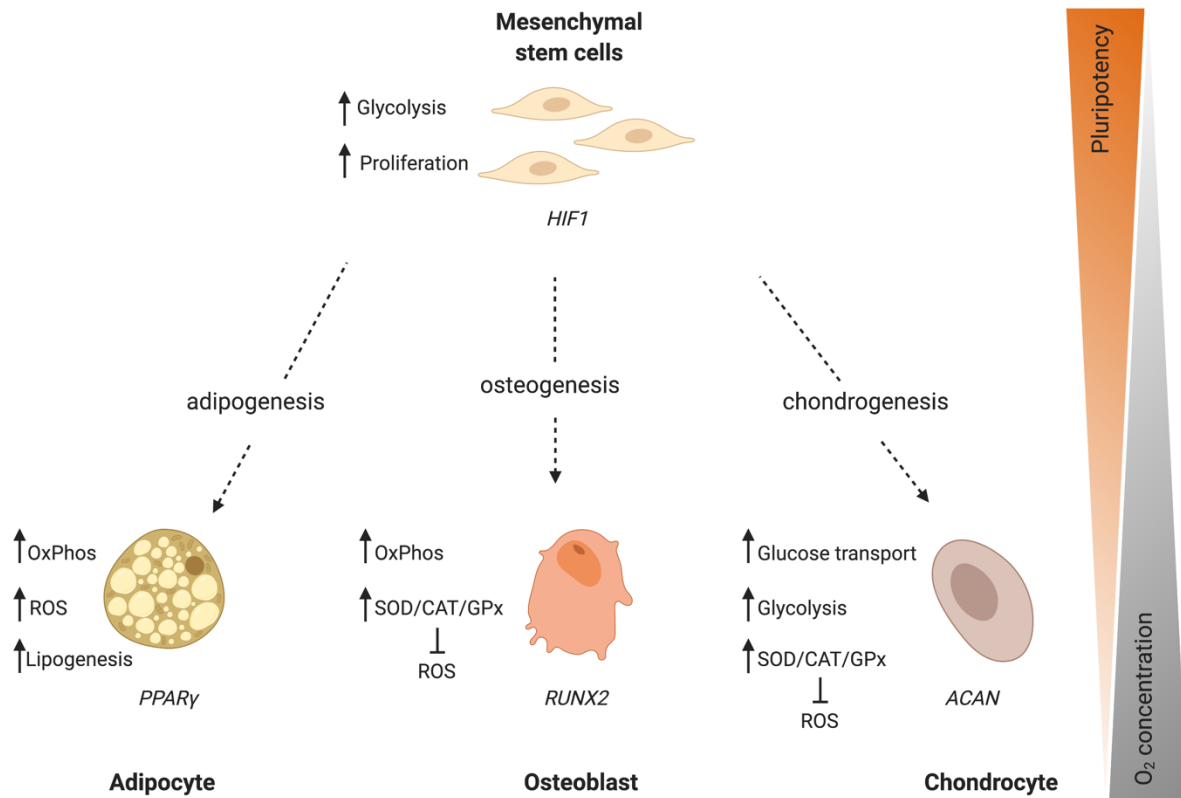 Mesenchymal
stem cells
↑ Glycolysis
↑ Proliferation
HIF1
Pluripotency
adipogenesis
osteogenesis
chondrogenesis
↑ OxPhos
↑ ROS
↑ Lipogenesis
PPARγ
Adipocyte
↑ OxPhos
↑ SOD/CAT/GPx
ROS
RUNX2
Osteoblast
↑ Glucose transport
↑ Glycolysis
↑ SOD/CAT/GPx
ROS
ACAN
Chondrocyte
O₂ concentration